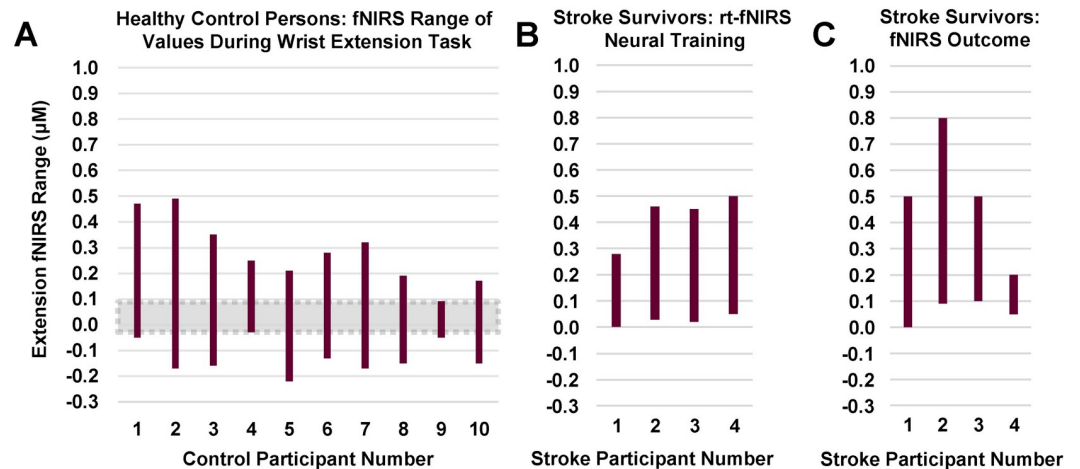 A
Healthy Control Persons: fNIRS Range of
Values During Wrist Extension Task
Extension fNIRS Range (µM)
1.0
0.9
0.8
0.7
0.6
0.5
0.4
0.3
0.2
0.1
0.0
-0.1
-0.2
-0.3
1 2 3 4 5 6 7 8 9 10
Control Participant Number
B
Stroke Survivors: rt-fNIRS
Neural Training
1.0
0.9
0.8
0.7
0.6
0.5
0.4
0.3
0.2
0.1
0.0
-0.1
-0.2
-0.3
1 2 3 4
Stroke Participant Number
C
Stroke Survivors:
fNIRS Outcome
1.0
0.9
0.8
0.7
0.6
0.5
0.4
0.3
0.2
0.1
0.0
-0.1
-0.2
-0.3
1 2 3 4
Stroke Participant Number